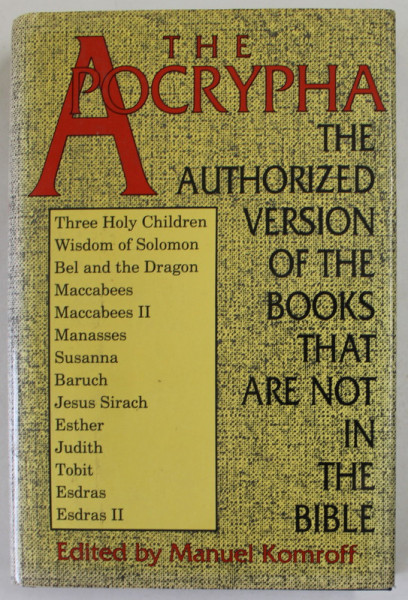 THE
APOCRYPHA
THE
AUTHORIZED
VERSION
OF THE
BOOKS
THAT
ARE NOT
IN
THE
BIBLE
Three Holy Children
Wisdom of Solomon
Bel and the Dragon
Maccabees
Maccabees II
Manasses
Susanna
Baruch
Jesus Sirach
Esther
Judith
Tobit
Esdras
Esdras II
Edited by Manuel Komroff